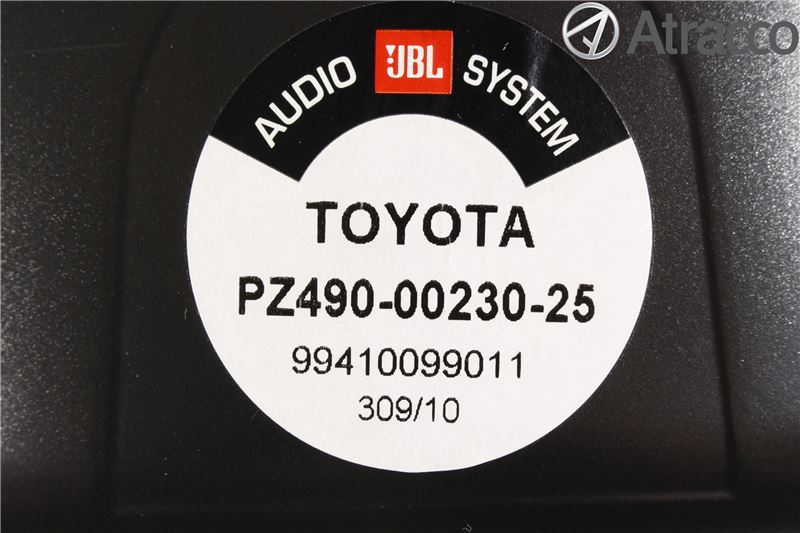 Atracco
AUDIO JBL SYSTEM
TOYOTA
PZ490-00230-25
99410099011
309/10